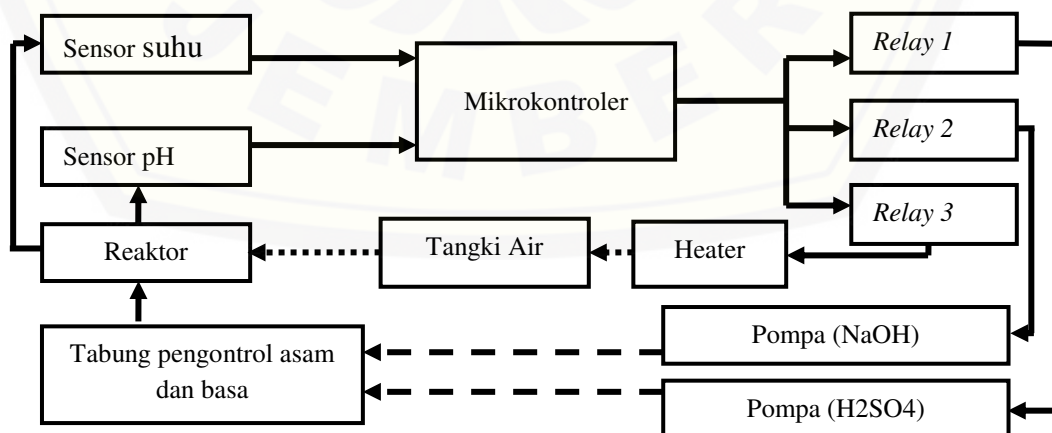 Sensor suhu
Mikrokontroler
Relay 1
Relay 2
Sensor pH
Relay 3
Reaktor
Tangki Air
Heater
Pompa (NaOH)
Tabung pengontrol asam
dan basa
Pompa (H2SO4)
JEMBER